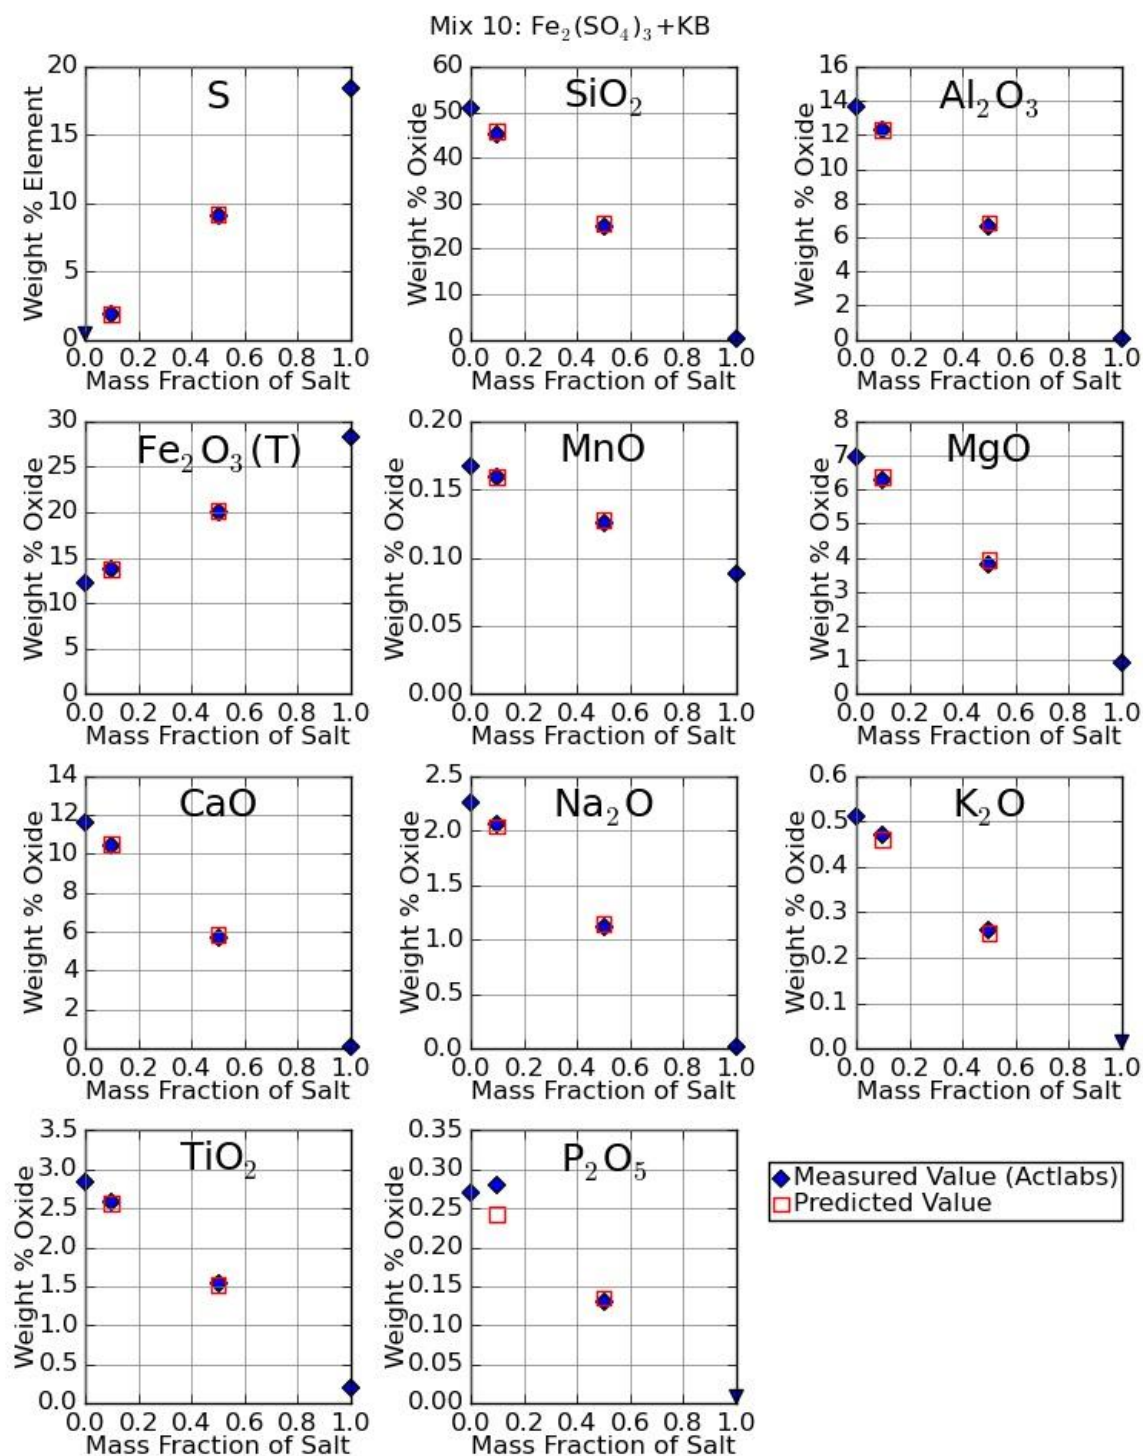 Mix 10: Fe₂(SO₄)₃+KB
S
Weight % Element
20
15
10
5
0
0.0 0.2 0.4 0.6 0.8 1.0
Mass Fraction of Salt
SiO₂
Weight % Oxide
60
50
40
30
20
10
0
0.0 0.2 0.4 0.6 0.8 1.0
Mass Fraction of Salt
Al₂O₃
Weight % Oxide
16
14
12
10
8
6
4
2
0
0.0 0.2 0.4 0.6 0.8 1.0
Mass Fraction of Salt
Fe₂O₃(T)
Weight % Oxide
30
25
20
15
10
5
0
0.0 0.2 0.4 0.6 0.8 1.0
Mass Fraction of Salt
MnO
Weight % Oxide
0.20
0.15
0.10
0.05
0.00
0.0 0.2 0.4 0.6 0.8 1.0
Mass Fraction of Salt
MgO
Weight % Oxide
8
7
6
5
4
3
2
1
0
0.0 0.2 0.4 0.6 0.8 1.0
Mass Fraction of Salt
CaO
Weight % Oxide
14
12
10
8
6
4
2
0
0.0 0.2 0.4 0.6 0.8 1.0
Mass Fraction of Salt
Na₂O
Weight % Oxide
2.5
2.0
1.5
1.0
0.5
0.0
0.0 0.2 0.4 0.6 0.8 1.0
Mass Fraction of Salt
K₂O
Weight % Oxide
0.6
0.5
0.4
0.3
0.2
0.1
0.0
0.0 0.2 0.4 0.6 0.8 1.0
Mass Fraction of Salt
TiO₂
Weight % Oxide
3.5
3.0
2.5
2.0
1.5
1.0
0.5
0.0
0.0 0.2 0.4 0.6 0.8 1.0
Mass Fraction of Salt
P₂O₅
Weight % Oxide
0.35
0.30
0.25
0.20
0.15
0.10
0.05
0.00
0.0 0.2 0.4 0.6 0.8 1.0
Mass Fraction of Salt
Measured Value (Actlabs)
Predicted Value